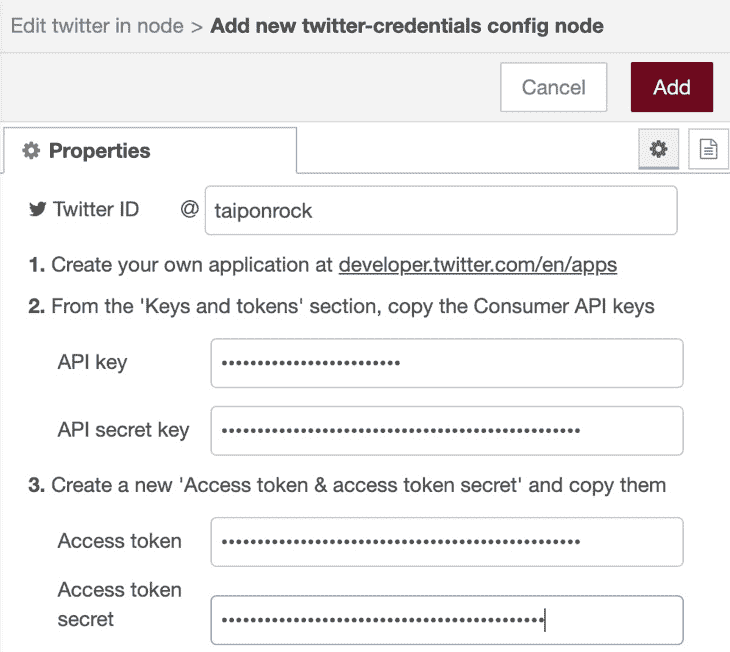 Edit twitter in node > Add new twitter-credentials config node
Cancel
Add
Properties
Twitter ID @ taiponrock
1. Create your own application at developer.twitter.com/en/apps
2. From the 'Keys and tokens' section, copy the Consumer API keys
API key
API secret key
3. Create a new 'Access token & access token secret' and copy them
Access token
Access token
secret